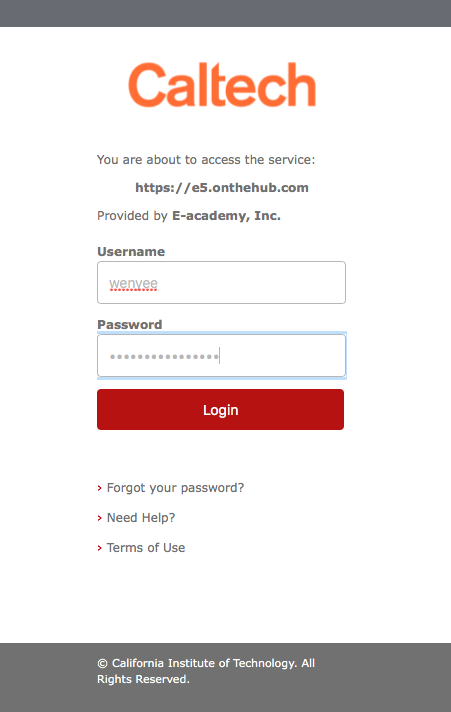 Caltech
You are about to access the service:
https://e5.onthehub.com
Provided by E-academy, Inc.
Username
wenyee
Password
••••••••••••••••
Login
› Forgot your password?
› Need Help?
› Terms of Use
© California Institute of Technology. All
Rights Reserved.